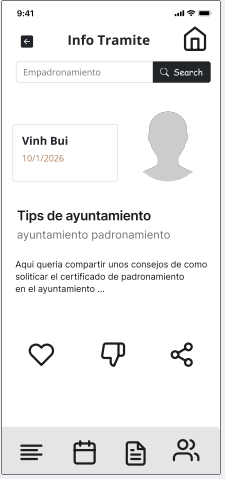 9:41
Info Tramite
Empadronamiento
Search
Vinh Bui
10/1/2026
Tips de ayuntamiento
ayuntamiento padronamiento
Aqui queria compartir unos consejos de como
soliticar el certificado de padronamiento
en el ayuntamiento ...